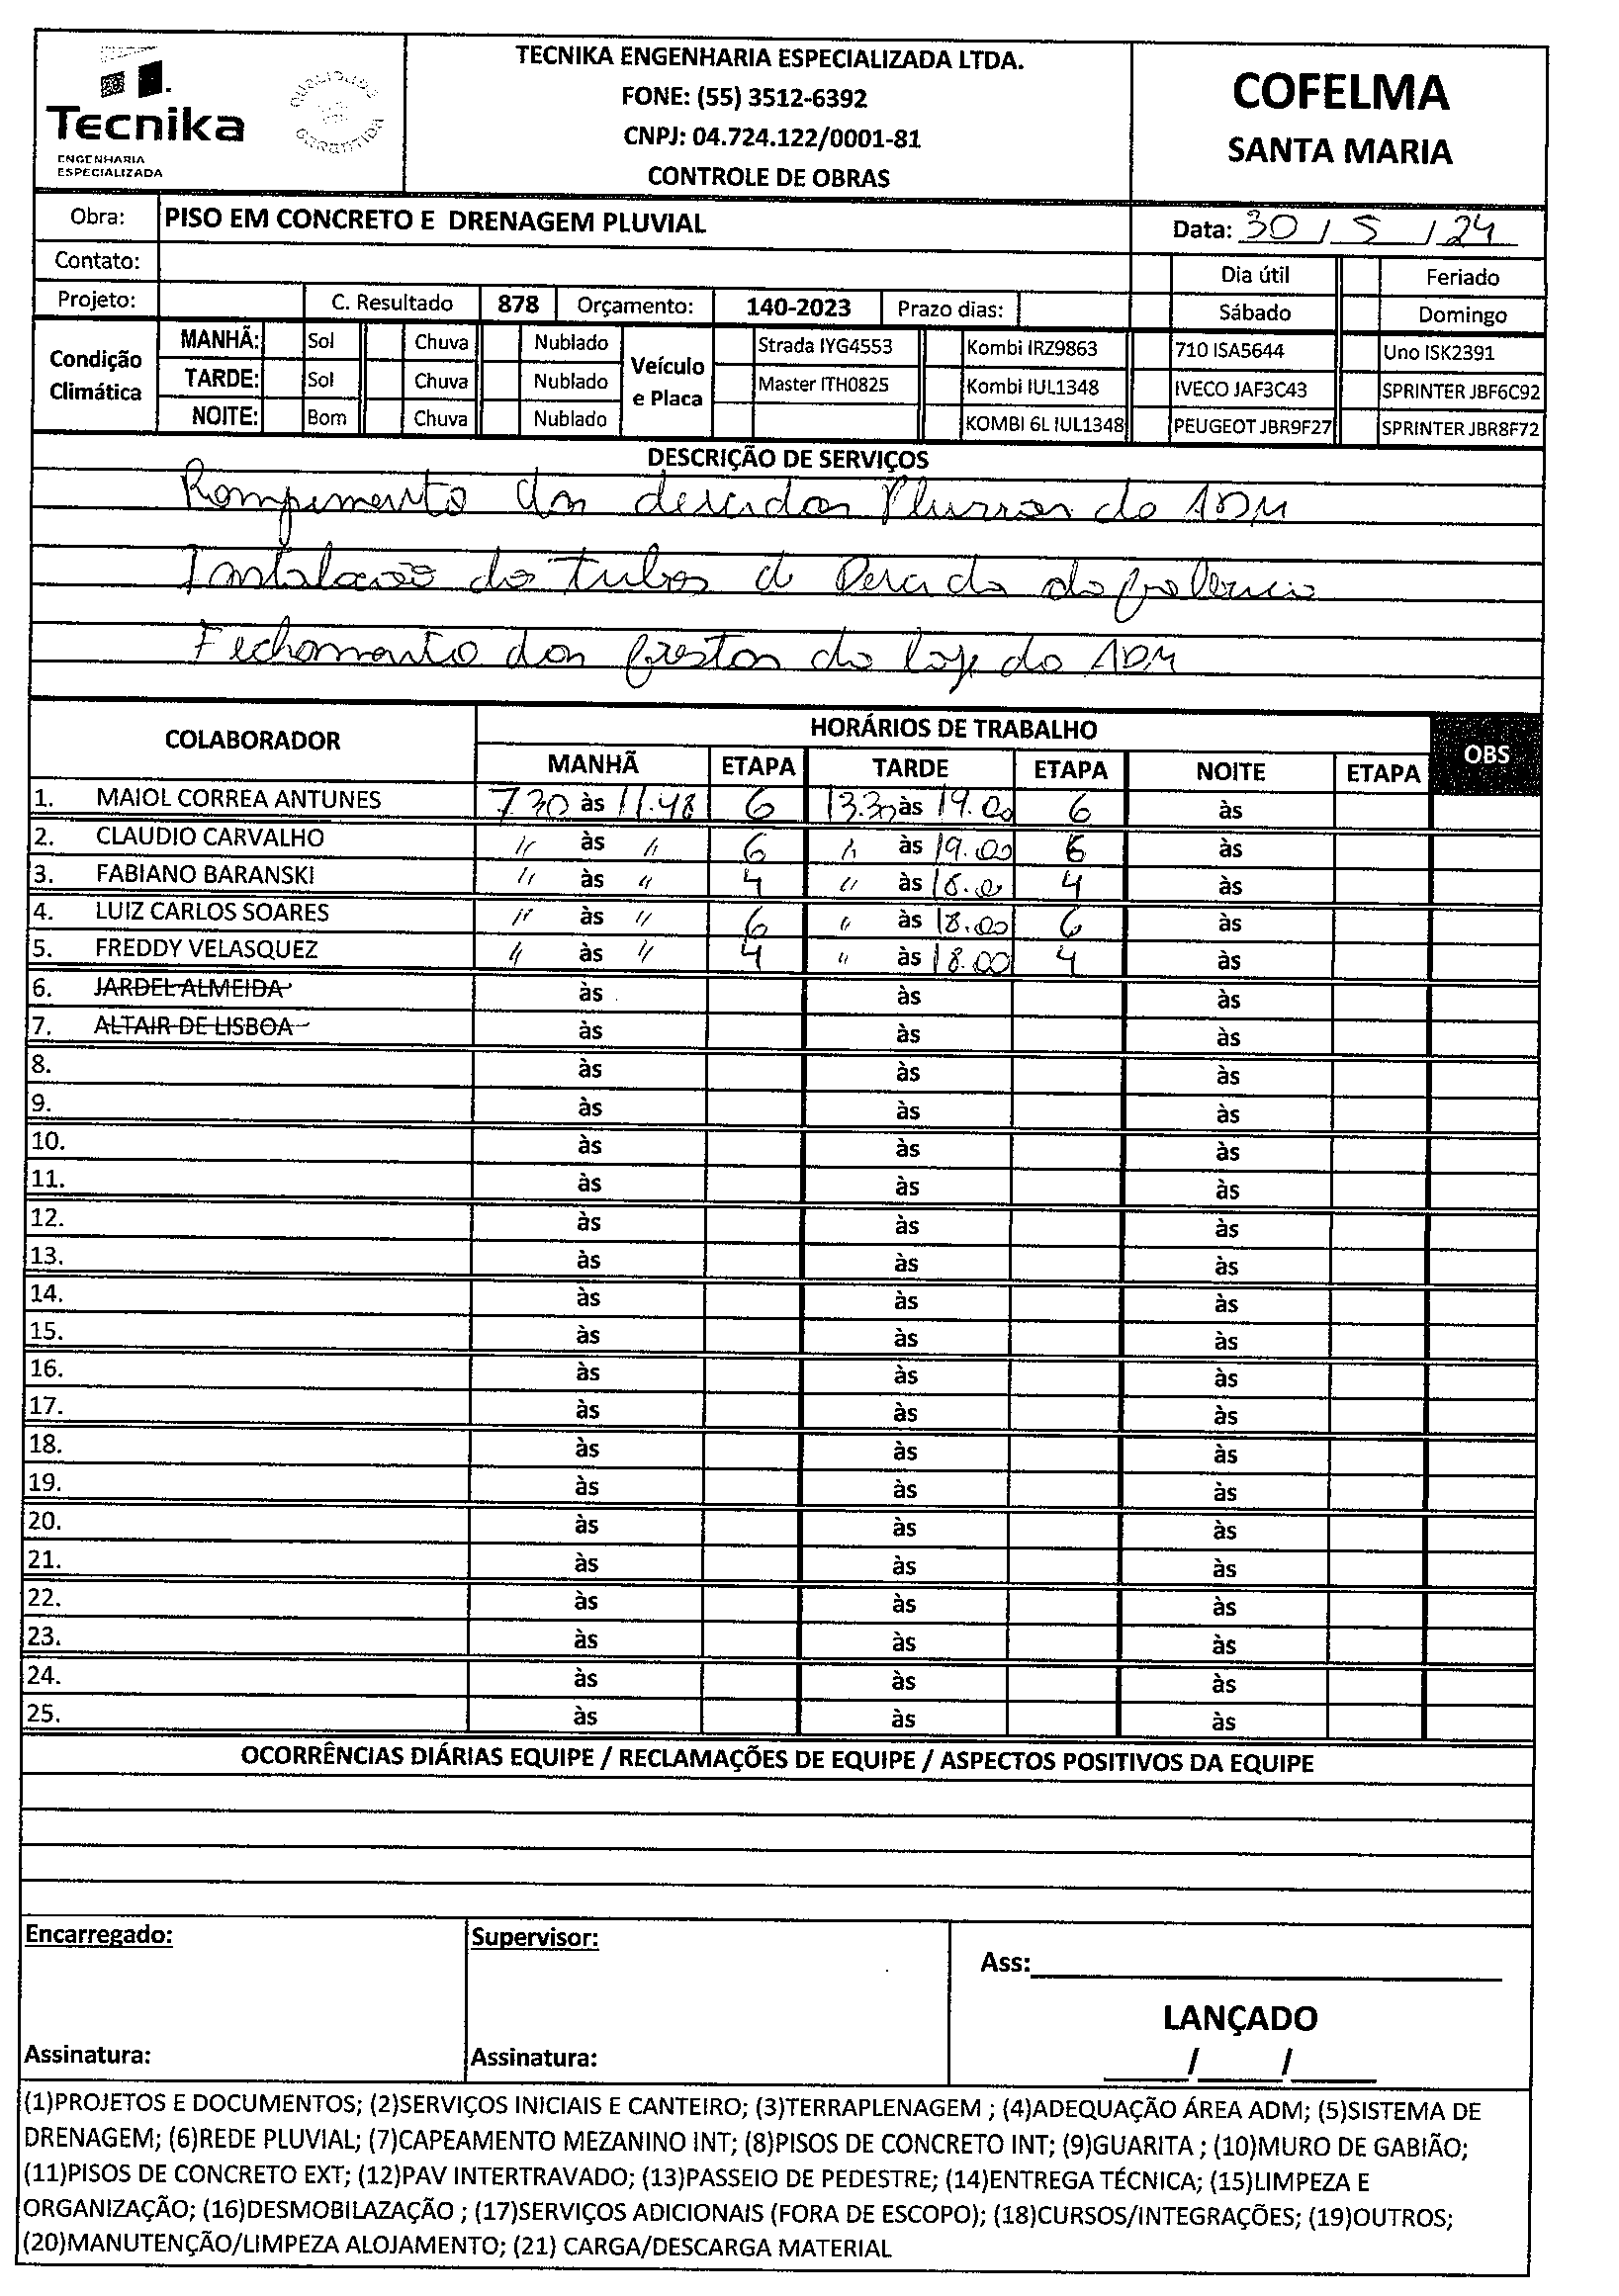 Tecnika
ENGENHARIA
ESPECIALIZADA
QUALIDADE
GARANTIDA
TECNIKA ENGENHARIA ESPECIALIZADA LTDA.
FONE: (55) 3512-6392
CNPJ: 04.724.122/0001-81
CONTROLE DE OBRAS
COFELMA
SANTA MARIA
Obra: PISO EM CONCRETO E DRENAGEM PLUVIAL Data: 30 / 5 / 24
Contato: Dia útil Feriado
Projeto: C. Resultado 878 Orçamento: 140-2023 Prazo dias: Sábado Domingo
Condição Climática
MANHÃ: Sol Chuva Nublado
TARDE: Sol Chuva Nublado
NOITE: Bom Chuva Nublado
Veículo e Placa
Strada IYG4553 Kombi IRZ9863 710 ISA5644 Uno ISK2391
Master ITH0825 Kombi IUL1348 IVECO JAF3C43 SPRINTER JBF6C92
KOMBI 6L IUL1348 PEUGEOT JBR9F27 SPRINTER JBR8F72
DESCRIÇÃO DE SERVIÇOS
Rompimento das descidas Pluviais do ADM
Instalacão do tubos d Descida do
Fechamento das frestas da laje do ADM
COLABORADOR HORÁRIOS DE TRABALHO OBS
MANHÃ ETAPA TARDE ETAPA NOITE ETAPA
1. MAIOL CORREA ANTUNES 7.30 às 11.48 6 13.30 às 19.00 6 às
2. CLAUDIO CARVALHO " às " 6 " às 19.00 6 às
3. FABIANO BARANSKI " às " 4 " às 18.0 4 às
4. LUIZ CARLOS SOARES " às " 6 " às 18.00 6 às
5. FREDDY VELASQUEZ " às " 4 " às 18.00 4 às
6. JARDEL ALMEIDA às às às
7. ALTAIR DE LISBOA às às às
8. às às às
9. às às às
10. às às às
11. às às às
12. às às às
13. às às às
14. às às às
15. às às às
16. às às às
17. às às às
18. às às às
19. às às às
20. às às às
21. às às às
22. às às às
23. às às às
24. às às às
25. às às às
OCORRÊNCIAS DIÁRIAS EQUIPE / RECLAMAÇÕES DE EQUIPE / ASPECTOS POSITIVOS DA EQUIPE
Encarregado: Supervisor: Ass:
LANÇADO
Assinatura: Assinatura: / /
(1)PROJETOS E DOCUMENTOS; (2)SERVIÇOS INICIAIS E CANTEIRO; (3)TERRAPLENAGEM ; (4)ADEQUAÇÃO ÁREA ADM; (5)SISTEMA DE
DRENAGEM; (6)REDE PLUVIAL; (7)CAPEAMENTO MEZANINO INT; (8)PISOS DE CONCRETO INT; (9)GUARITA ; (10)MURO DE GABIÃO;
(11)PISOS DE CONCRETO EXT; (12)PAV INTERTRAVADO; (13)PASSEIO DE PEDESTRE; (14)ENTREGA TÉCNICA; (15)LIMPEZA E
ORGANIZAÇÃO; (16)DESMOBILAZAÇÃO ; (17)SERVIÇOS ADICIONAIS (FORA DE ESCOPO); (18)CURSOS/INTEGRAÇÕES; (19)OUTROS;
(20)MANUTENÇÃO/LIMPEZA ALOJAMENTO; (21) CARGA/DESCARGA MATERIAL